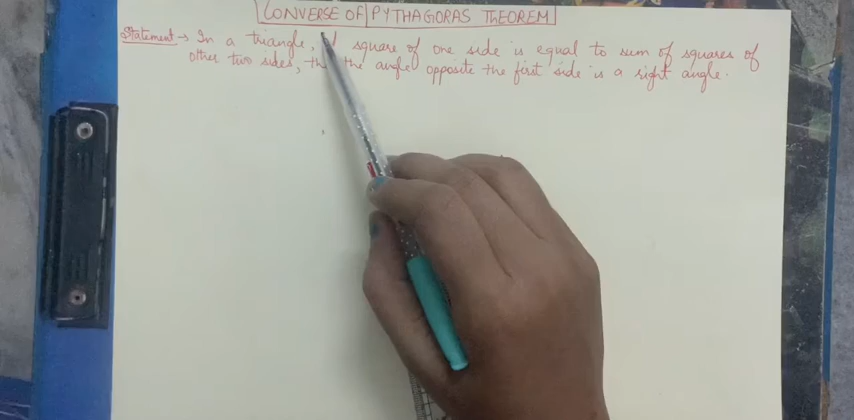 CONVERSE OF PYTHAGORAS THEOREM
Statement → In a triangle, square of one side is equal to sum of squares of
other two sides, the angle opposite the first side is a right angle.